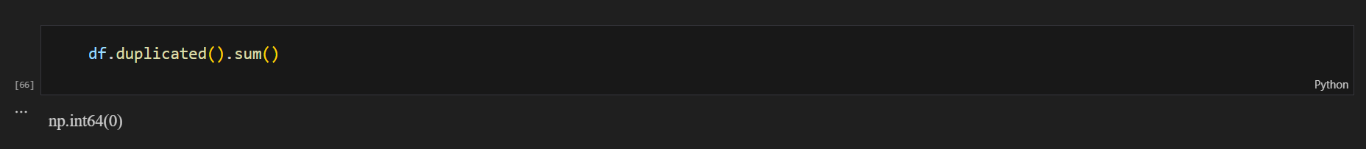 df.duplicated().sum()
[66]
Python
...
np.int64(0)